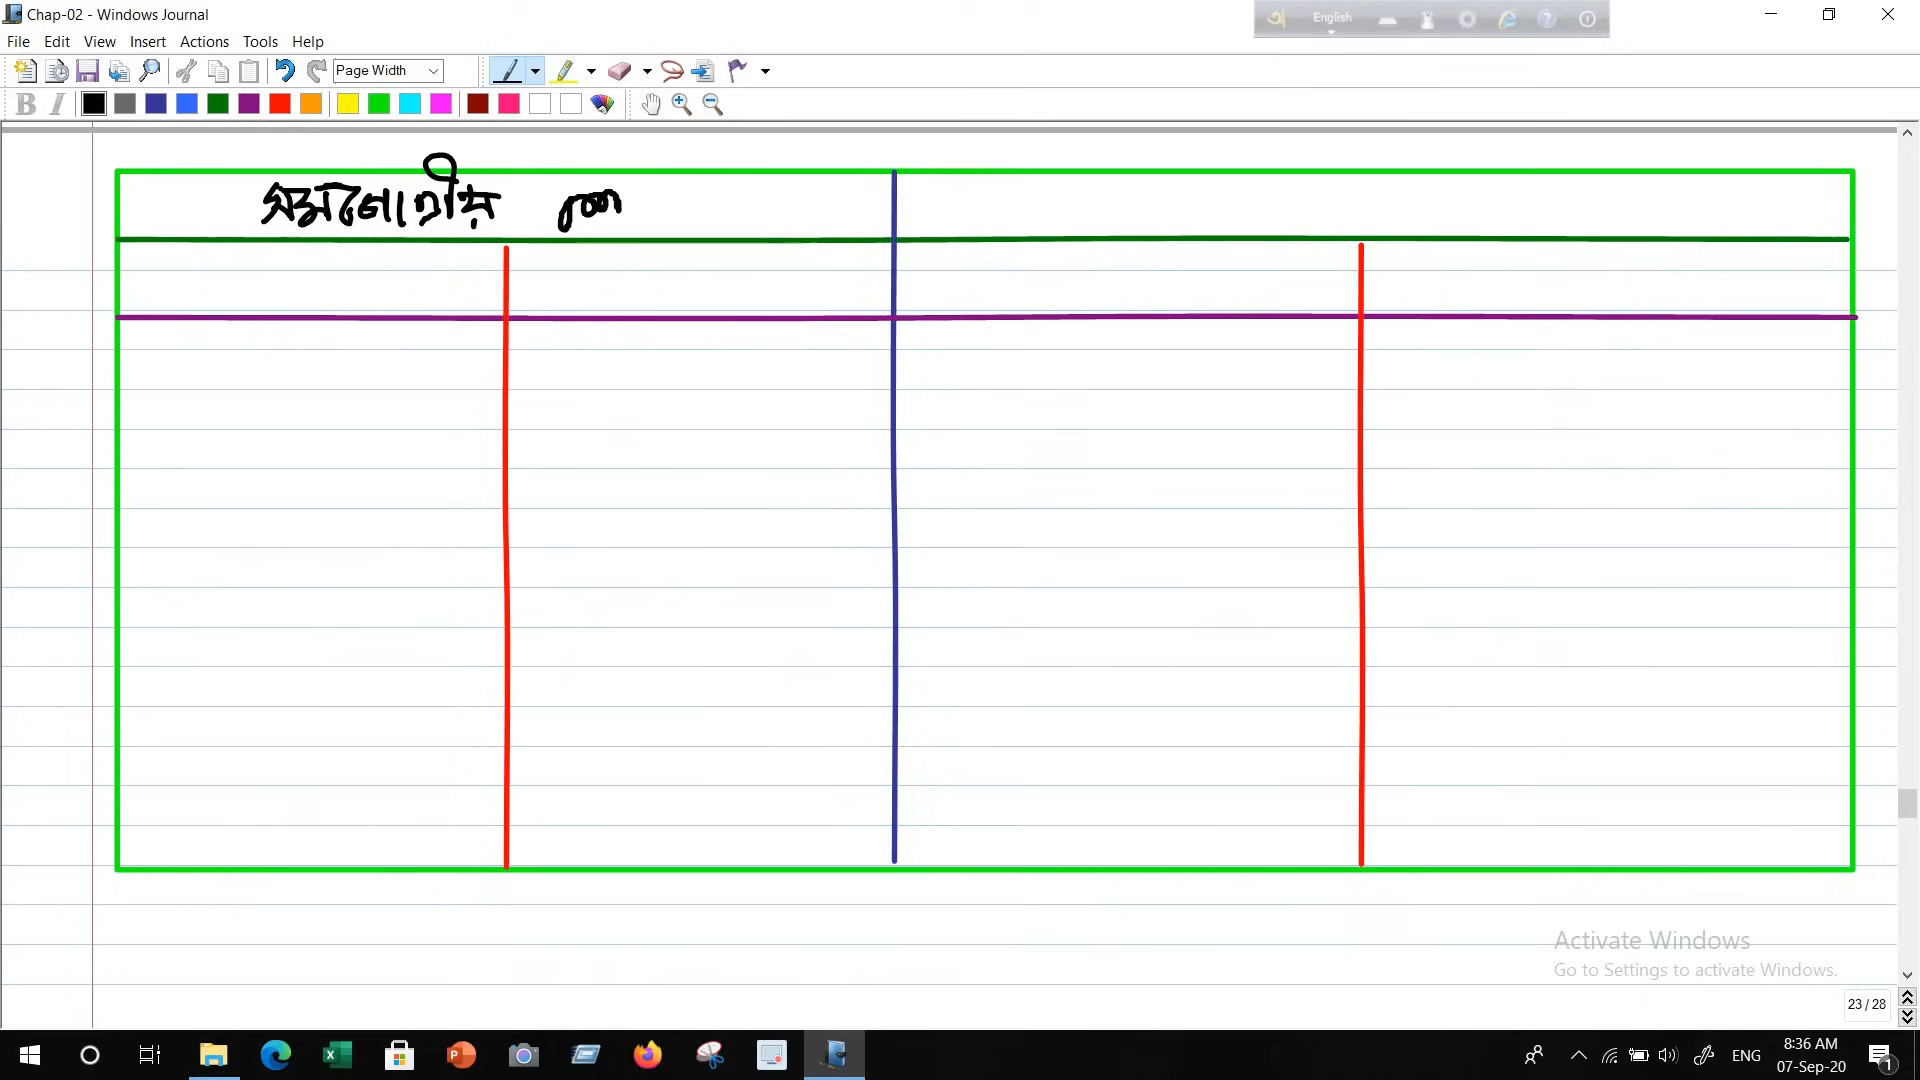 Chap-02 - Windows Journal
English
File Edit View Insert Actions Tools Help
Page Width
B I
Activate Windows
Go to Settings to activate Windows.
23 / 28
8:36 AM
ENG
07-Sep-20
1